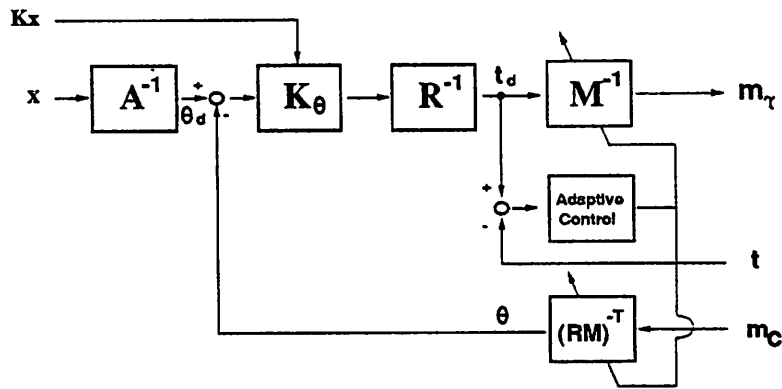 Kx
x
A⁻¹
+
θd
-
Kθ
R⁻¹
td
M⁻¹
mγ
+
-
Adaptive
Control
t
θ
(RM)⁻ᵀ
mC